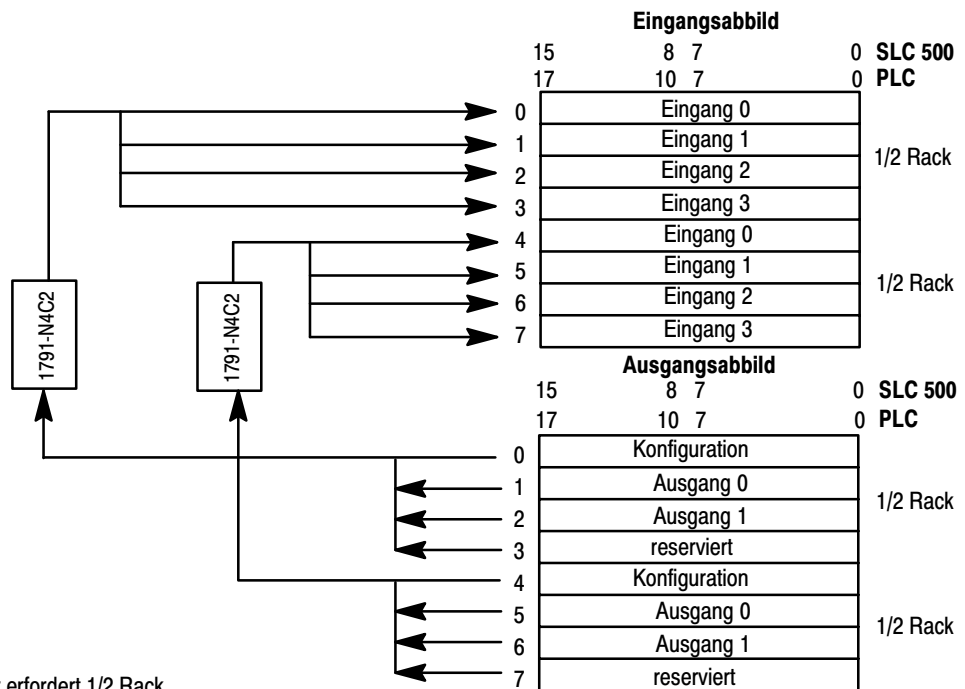 Eingangsabbild
15 8 7 0 SLC 500
17 10 7 0 PLC
0 Eingang 0
1 Eingang 1
2 Eingang 2
3 Eingang 3
1/2 Rack
4 Eingang 0
5 Eingang 1
6 Eingang 2
7 Eingang 3
1/2 Rack
1791-N4C2
1791-N4C2
Ausgangsabbild
15 8 7 0 SLC 500
17 10 7 0 PLC
0 Konfiguration
1 Ausgang 0
2 Ausgang 1
3 reserviert
1/2 Rack
4 Konfiguration
5 Ausgang 0
6 Ausgang 1
7 reserviert
1/2 Rack
erfordert 1/2 Rack